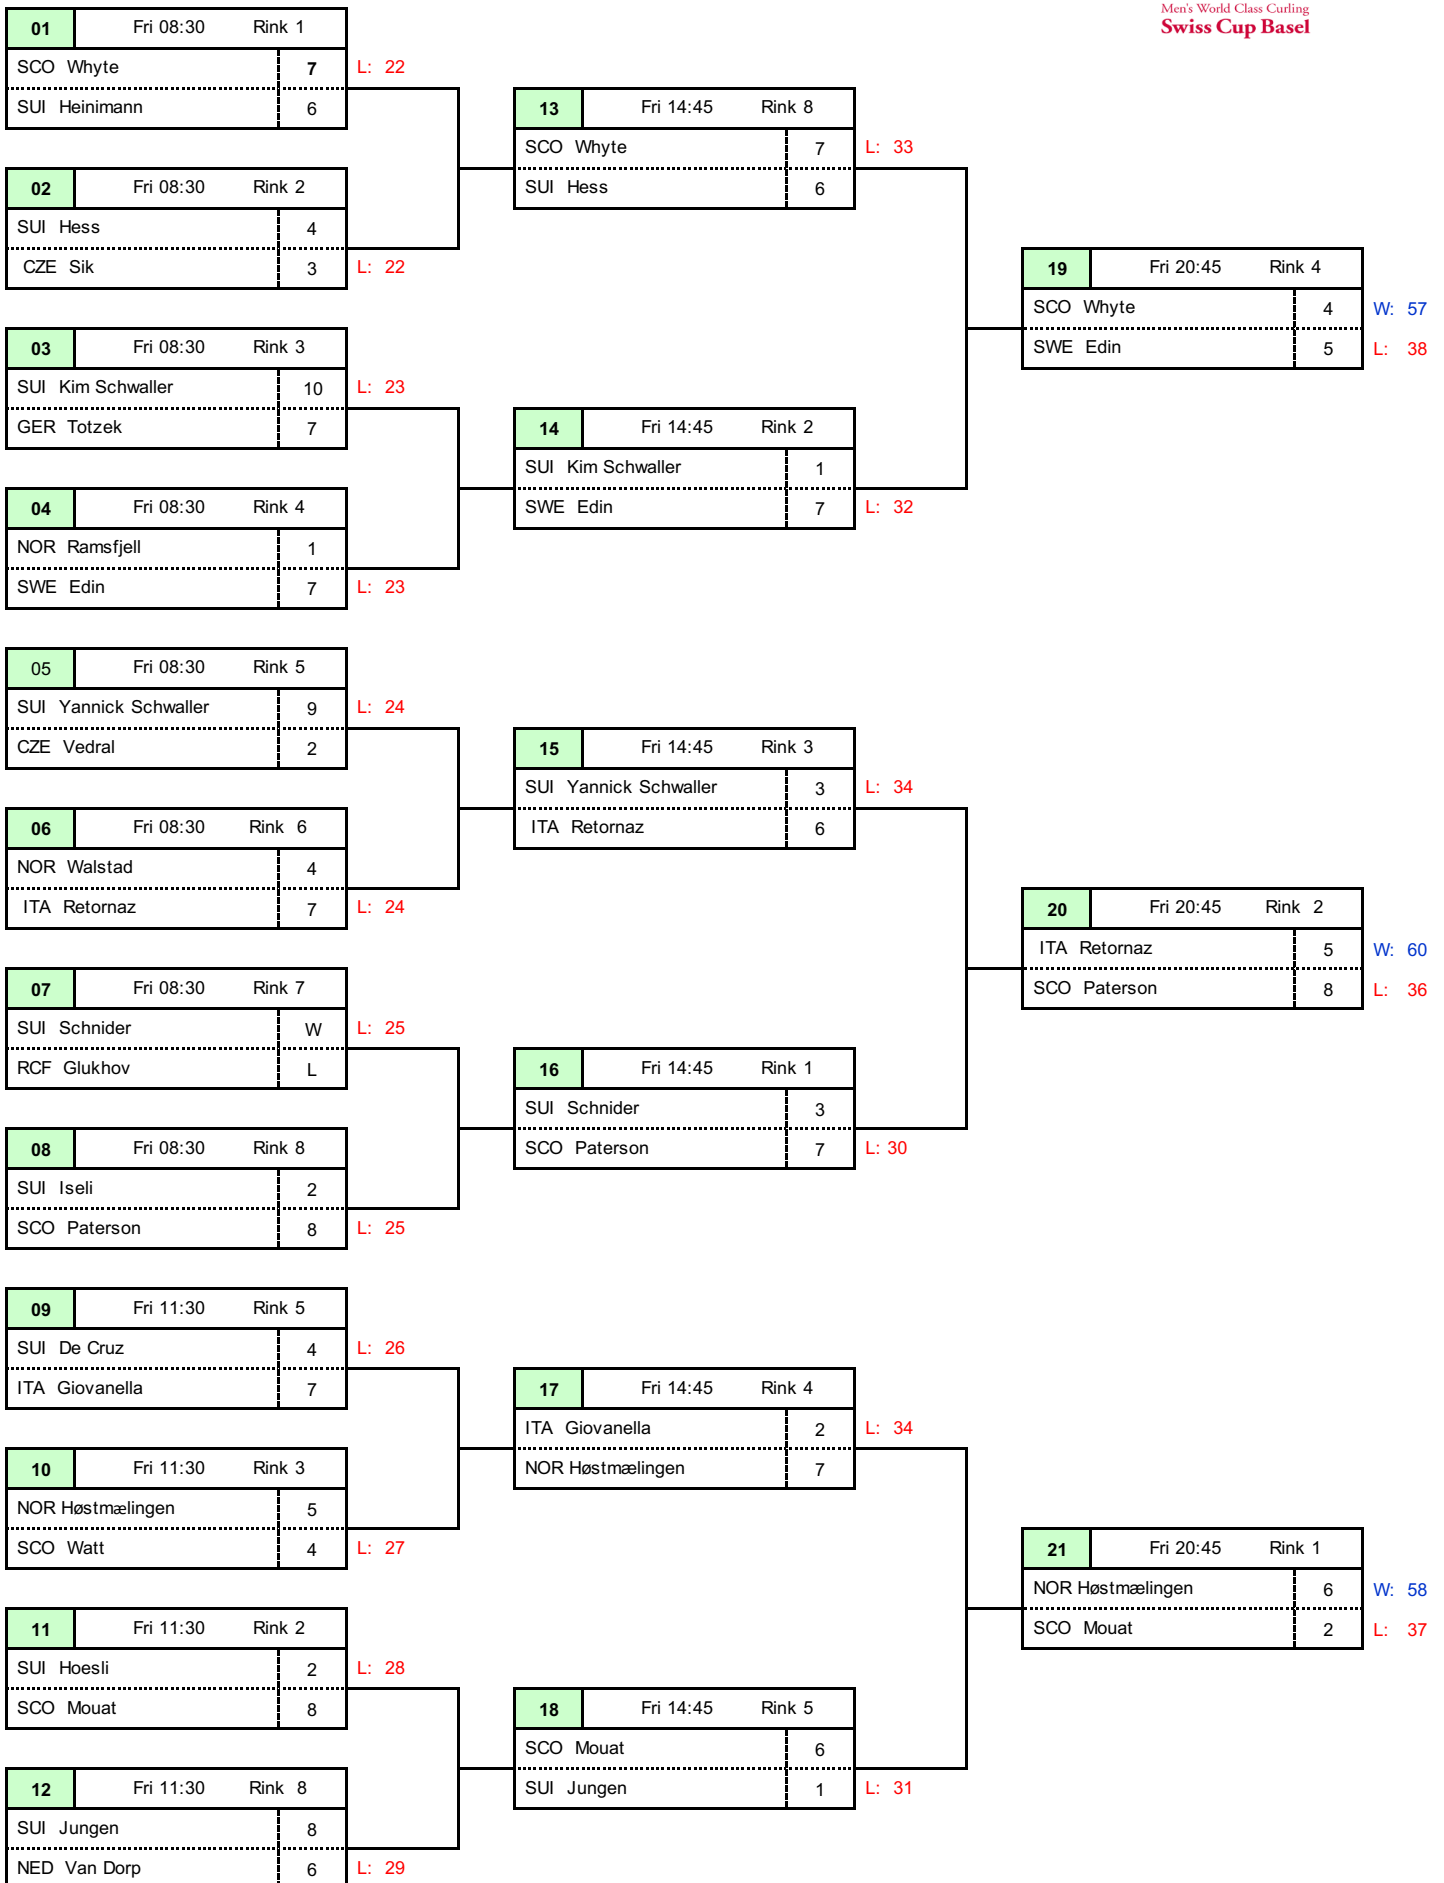 Men's World Class Curling
Swiss Cup Basel
01 Fri 08:30 Rink 1
SCO Whyte 7 L: 22
SUI Heinimann 6
13 Fri 14:45 Rink 8
SCO Whyte 7 L: 33
SUI Hess 6
02 Fri 08:30 Rink 2
SUI Hess 4
CZE Sik 3 L: 22
19 Fri 20:45 Rink 4
SCO Whyte 4 W: 57
SWE Edin 5 L: 38
03 Fri 08:30 Rink 3
SUI Kim Schwaller 10 L: 23
GER Totzek 7
14 Fri 14:45 Rink 2
SUI Kim Schwaller 1
SWE Edin 7 L: 32
04 Fri 08:30 Rink 4
NOR Ramsfjell 1
SWE Edin 7 L: 23
05 Fri 08:30 Rink 5
SUI Yannick Schwaller 9 L: 24
CZE Vedral 2
15 Fri 14:45 Rink 3
SUI Yannick Schwaller 3 L: 34
ITA Retornaz 6
06 Fri 08:30 Rink 6
NOR Walstad 4
ITA Retornaz 7 L: 24
20 Fri 20:45 Rink 2
ITA Retornaz 5 W: 60
SCO Paterson 8 L: 36
07 Fri 08:30 Rink 7
SUI Schnider W L: 25
RCF Glukhov L
16 Fri 14:45 Rink 1
SUI Schnider 3
SCO Paterson 7 L: 30
08 Fri 08:30 Rink 8
SUI Iseli 2
SCO Paterson 8 L: 25
09 Fri 11:30 Rink 5
SUI De Cruz 4 L: 26
ITA Giovanella 7
17 Fri 14:45 Rink 4
ITA Giovanella 2 L: 34
NOR Høstmælingen 7
10 Fri 11:30 Rink 3
NOR Høstmælingen 5
SCO Watt 4 L: 27
21 Fri 20:45 Rink 1
NOR Høstmælingen 6 W: 58
SCO Mouat 2 L: 37
11 Fri 11:30 Rink 2
SUI Hoesli 2 L: 28
SCO Mouat 8
18 Fri 14:45 Rink 5
SCO Mouat 6
SUI Jungen 1 L: 31
12 Fri 11:30 Rink 8
SUI Jungen 8
NED Van Dorp 6 L: 29